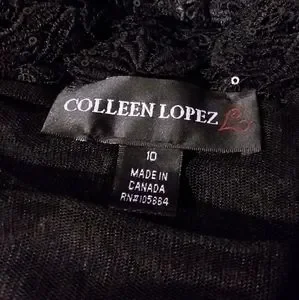 COLLEEN LOPEZ
10
MADE IN
CANADA
RN#105884